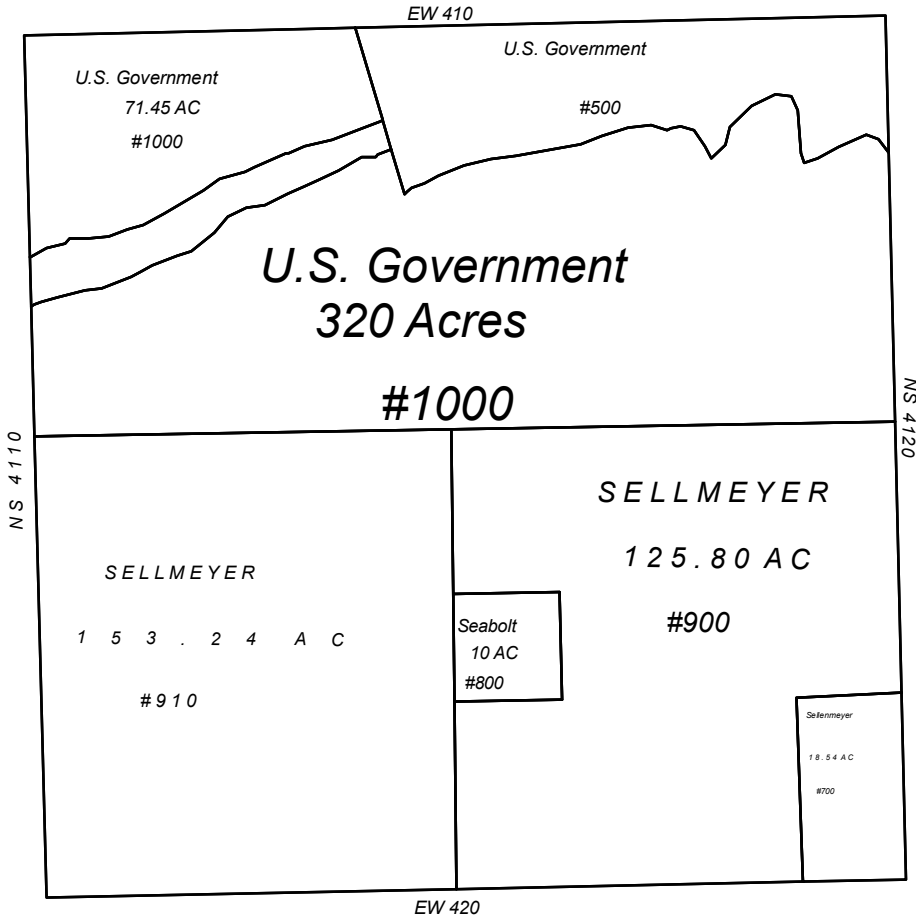 EW 410
U.S. Government
71.45 AC
#1000
U.S. Government
#500
U.S. Government
320 Acres
#1000
NS 4110
NS 4120
SELLMEYER
153.24 AC
#910
SELLMEYER
125.80 AC
#900
Seabolt
10 AC
#800
Sellenmeyer
18.54 AC
#700
EW 420